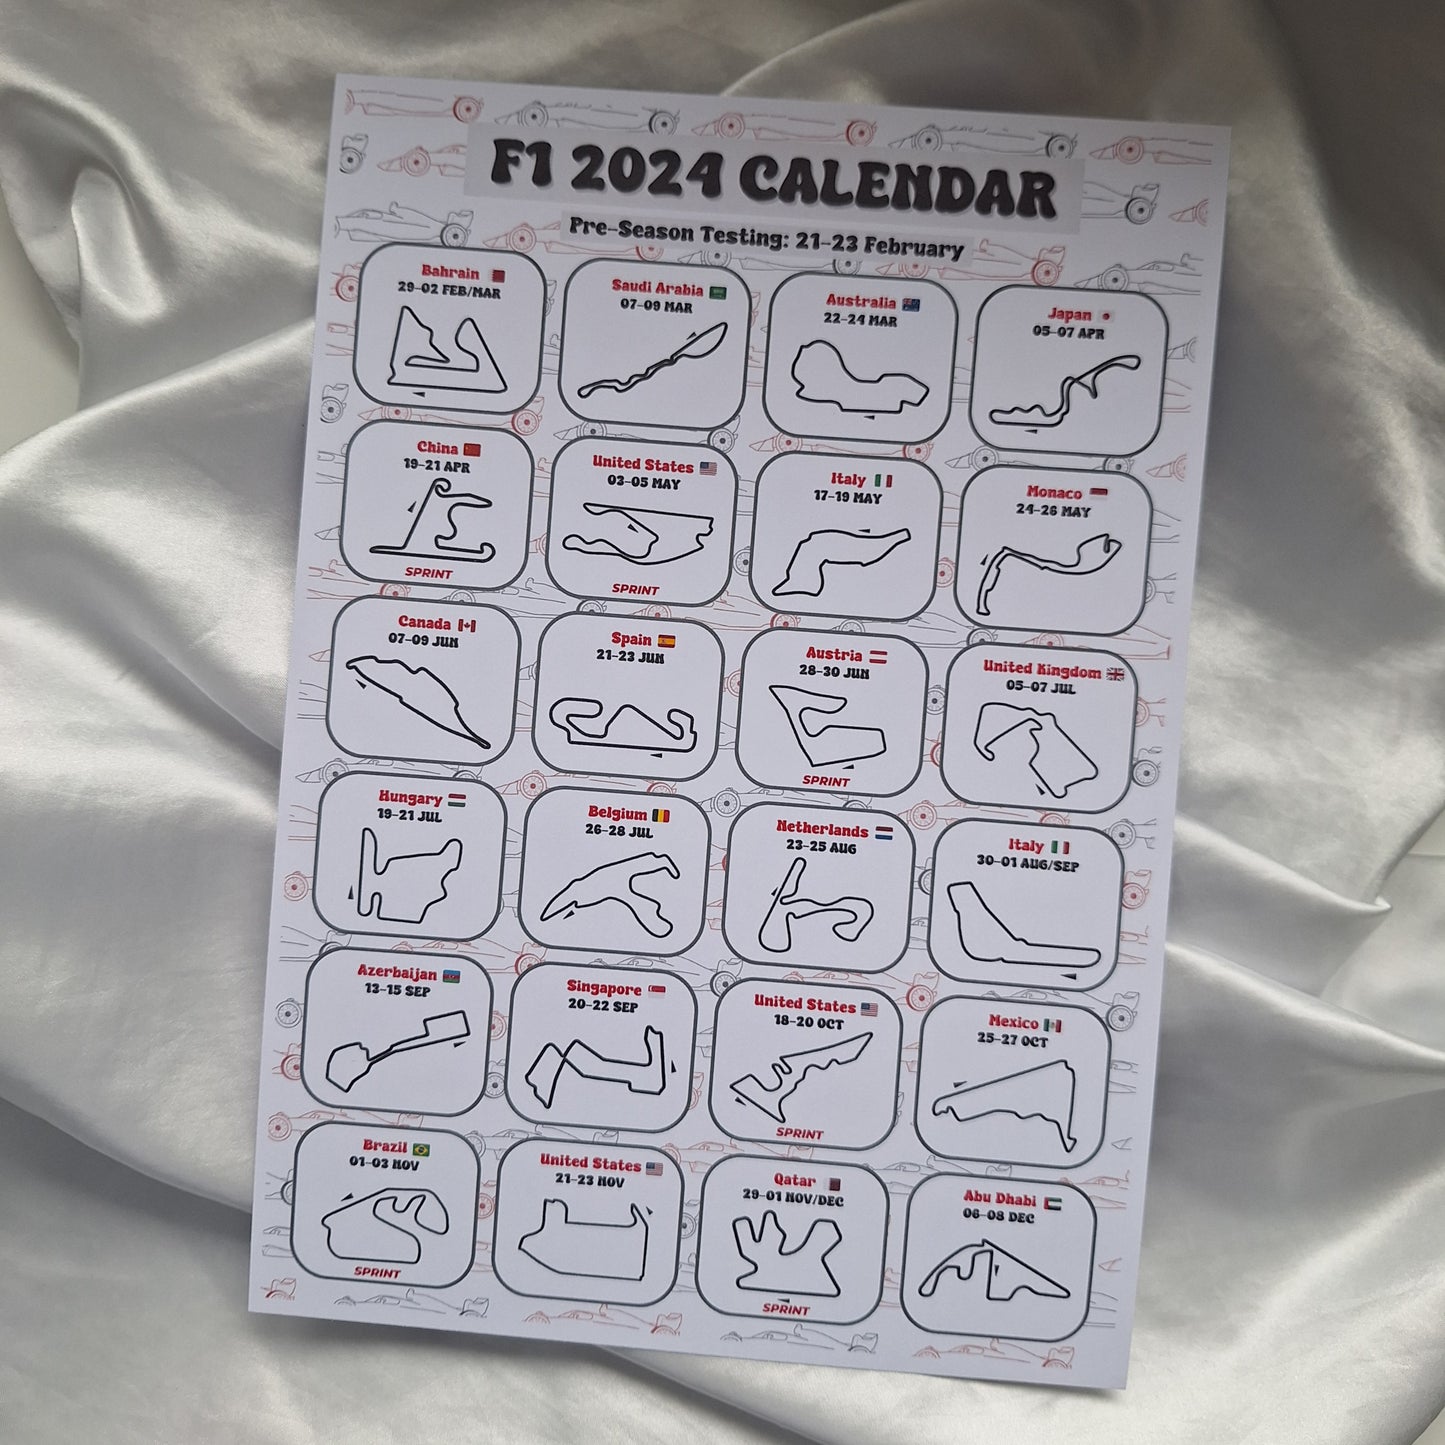 F1 2024 CALENDAR
Pre-Season Testing: 21-23 February
Bahrain
29-02 FEB/MAR
Saudi Arabia
07-09 MAR
Australia
22-24 MAR
Japan
05-07 APR
China
19-21 APR
SPRINT
United States
03-05 MAY
SPRINT
Italy
17-19 MAY
Monaco
24-26 MAY
Canada
07-09 JUN
Spain
21-23 JUN
Austria
28-30 JUN
SPRINT
United Kingdom
05-07 JUL
Hungary
19-21 JUL
Belgium
26-28 JUL
Netherlands
23-25 AUG
Italy
30-01 AUG/SEP
Azerbaijan
13-15 SEP
Singapore
20-22 SEP
United States
18-20 OCT
SPRINT
Mexico
25-27 OCT
Brazil
01-03 NOV
SPRINT
United States
21-23 NOV
Qatar
29-01 NOV/DEC
SPRINT
Abu Dhabi
06-08 DEC